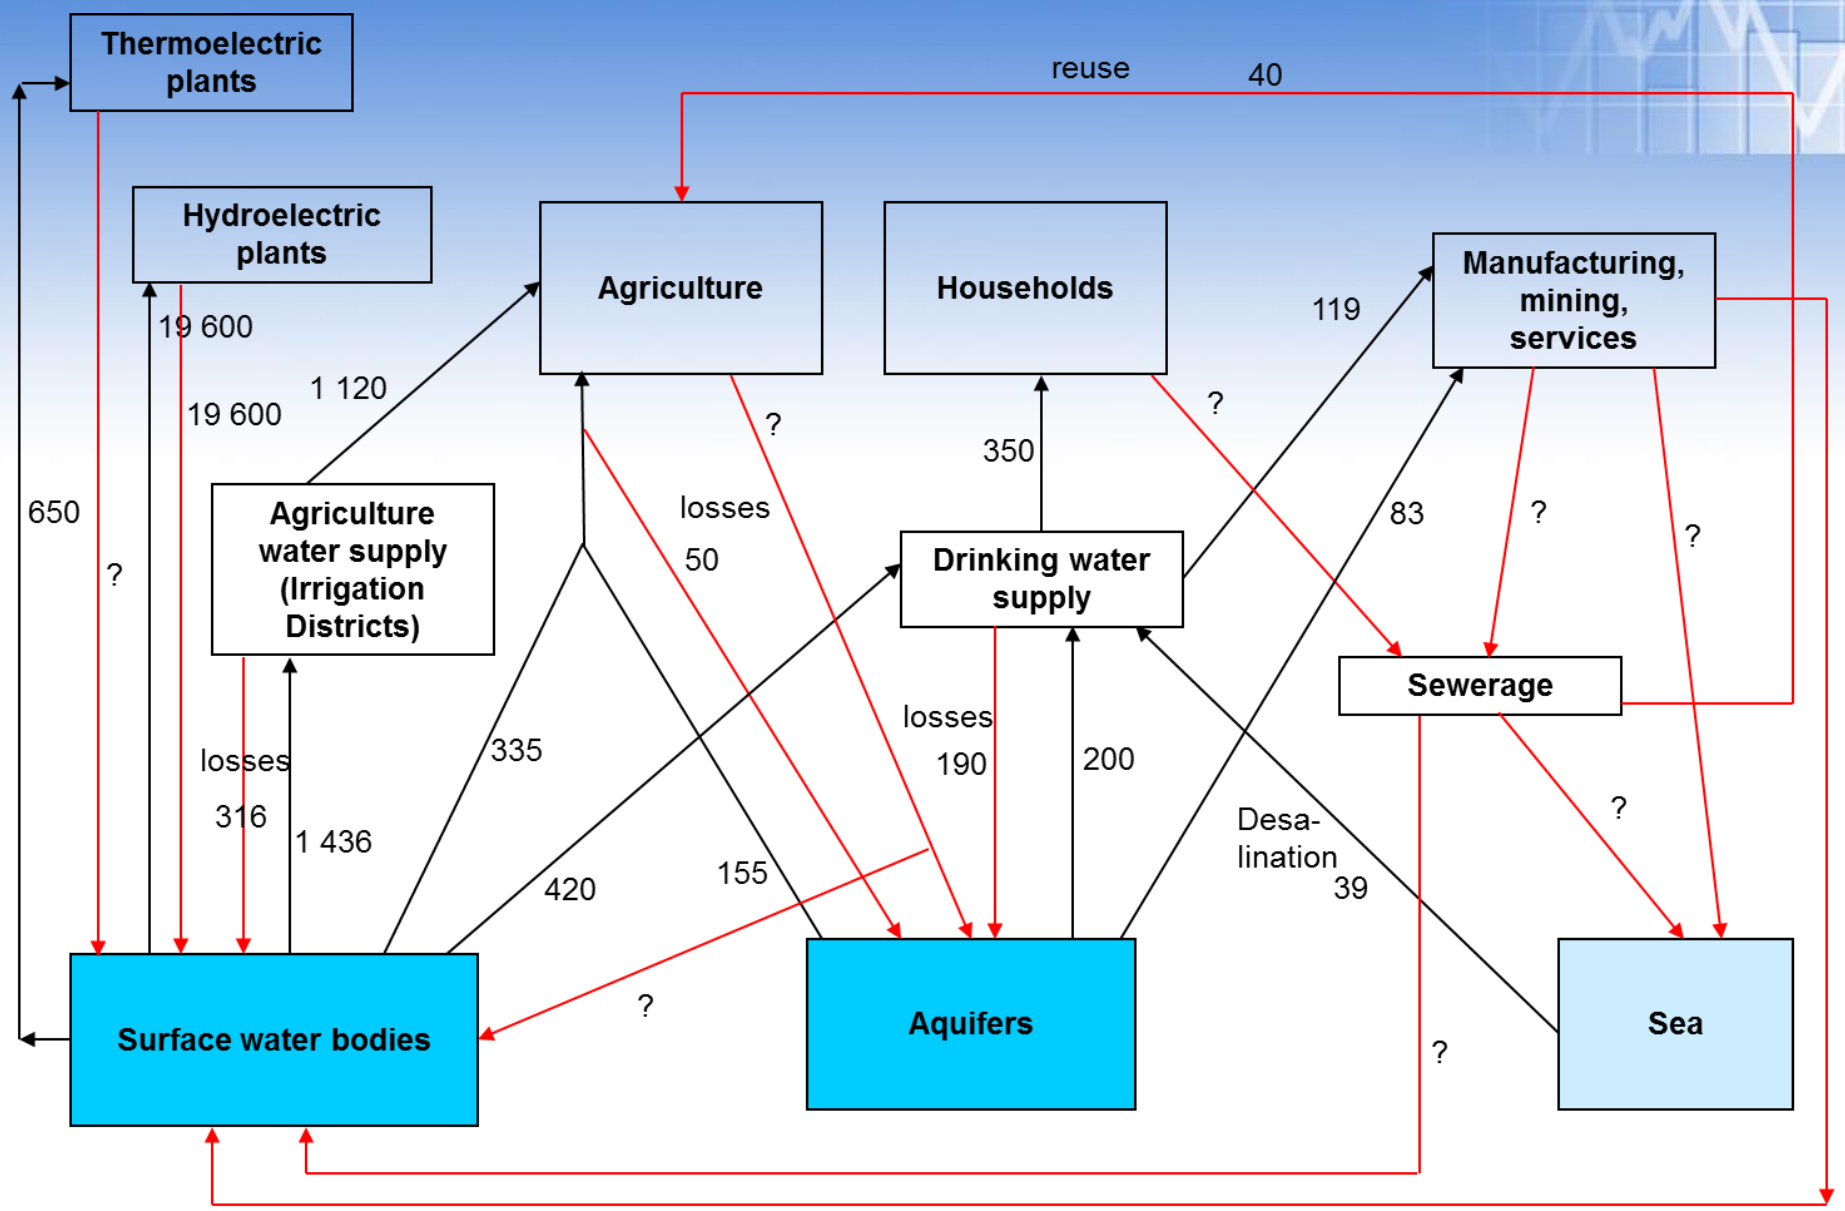 Thermoelectric
plants
reuse
40
Hydroelectric
plants
Agriculture
Households
Manufacturing,
mining,
services
19 600
119
1 120
19 600
?
?
350
losses
50
650
?
Agriculture
water supply
(Irrigation
Districts)
Drinking water
supply
83
?
?
Sewerage
losses
316
1 436
335
losses
190
200
420
155
Desa-
lination
39
?
?
?
Surface water bodies
Aquifers
Sea